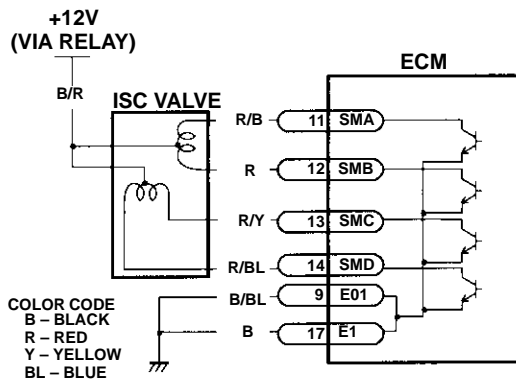 +12V
(VIA RELAY)
B/R
ISC VALVE
ECM
R/B
11
SMA
R
12
SMB
R/Y
13
SMC
R/BL
14
SMD
B/BL
9
E01
B
17
E1
COLOR CODE
B – BLACK
R – RED
Y – YELLOW
BL – BLUE